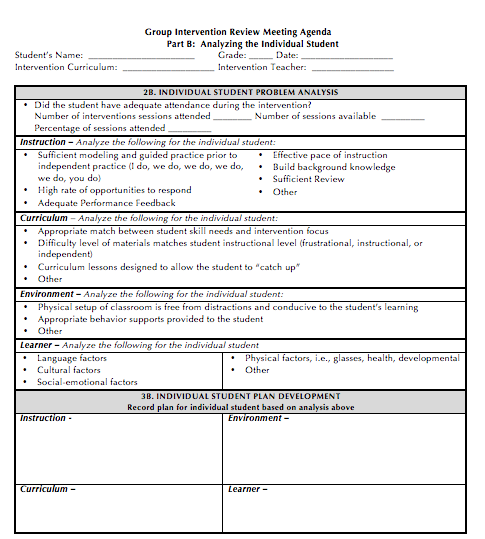 Group Intervention Review Meeting Agenda
Part B: Analyzing the Individual Student
Student's Name: ____________________ Grade: _____ Date: _________________
Intervention Curriculum: _________________ Intervention Teacher: _________________
2B. INDIVIDUAL STUDENT PROBLEM ANALYSIS
• Did the student have adequate attendance during the intervention?
Number of interventions sessions attended ________ Number of sessions available _________
Percentage of sessions attended _________
Instruction – Analyze the following for the individual student:
• Sufficient modeling and guided practice prior to
independent practice (I do, we do, we do, we do,
we do, you do)
• High rate of opportunities to respond
• Adequate Performance Feedback
• Effective pace of instruction
• Build background knowledge
• Sufficient Review
• Other
Curriculum – Analyze the following for the individual student:
• Appropriate match between student skill needs and intervention focus
• Difficulty level of materials matches student instructional level (frustrational, instructional, or
independent)
• Curriculum lessons designed to allow the student to “catch up”
• Other
Environment – Analyze the following for the individual student:
• Physical setup of classroom is free from distractions and conducive to the student's learning
• Appropriate behavior supports provided to the student
• Other
Learner – Analyze the following for the individual student
• Language factors
• Cultural factors
• Social-emotional factors
• Physical factors, i.e., glasses, health, developmental
• Other
3B. INDIVIDUAL STUDENT PLAN DEVELOPMENT
Record plan for individual student based on analysis above
Instruction -
Environment –
Curriculum –
Learner –